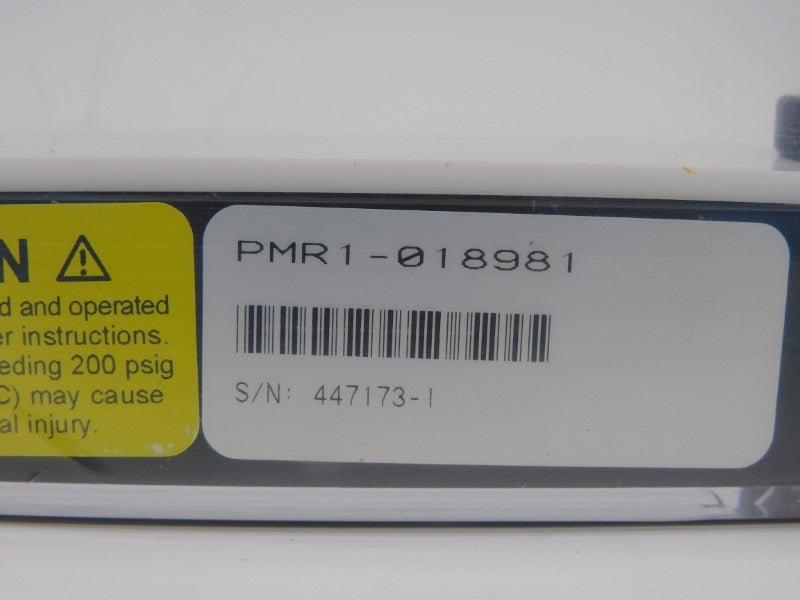 N
d and operated
er instructions.
eding 200 psig
C) may cause
al injury.
PMR1-018981
S/N: 447173-1